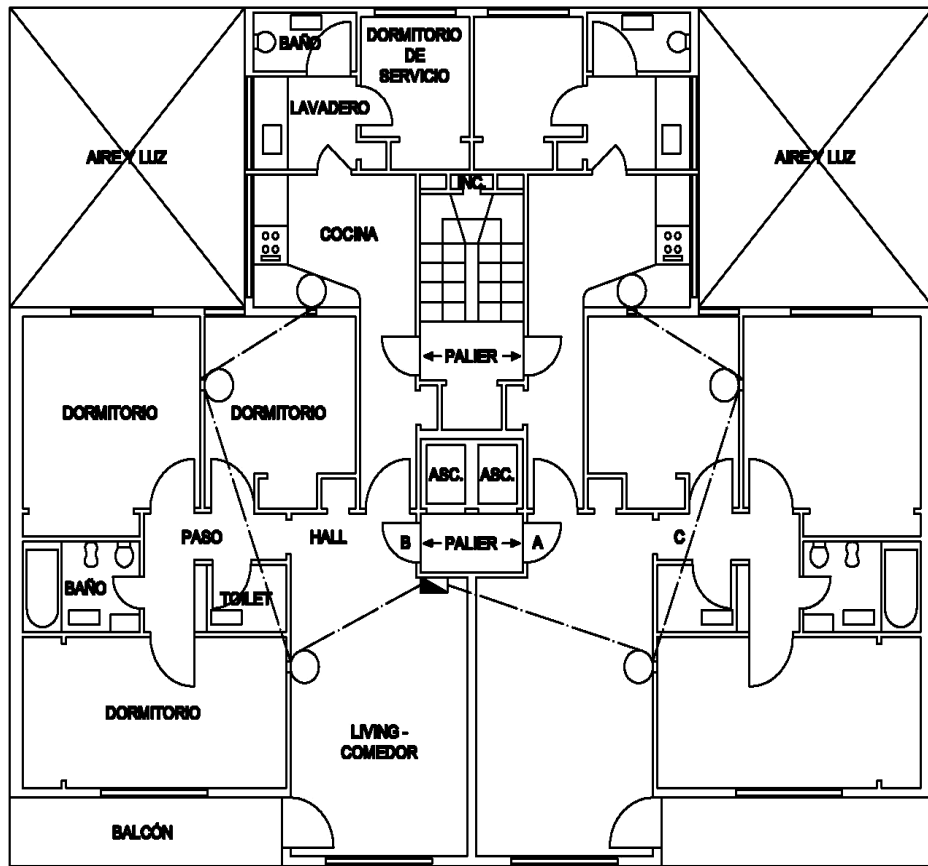 BAÑO
DORMITORIO
DE
SERVICIO
LAVADERO
AIRE Y LUZ
AIRE Y LUZ
INC.
COCINA
PALIER
DORMITORIO
DORMITORIO
ASC.
ASC.
PASO
HALL
B
PALIER
A
C
BAÑO
TOILET
DORMITORIO
LIVING -
COMEDOR
BALCÓN